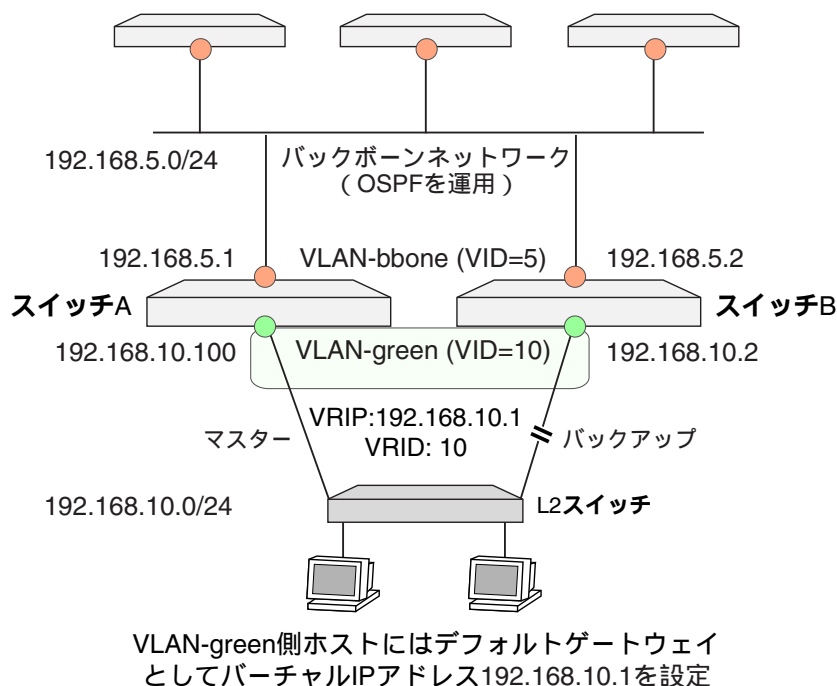 192.168.5.0/24
バックボーンネットワーク
（OSPFを運用）
192.168.5.1
VLAN-bbone (VID=5)
192.168.5.2
スイッチA
スイッチB
192.168.10.100
VLAN-green (VID=10)
192.168.10.2
VRIP:192.168.10.1
マスター
VRID: 10
バックアップ
192.168.10.0/24
L2スイッチ
VLAN-green側ホストにはデフォルトゲートウェイ
としてバーチャルIPアドレス192.168.10.1を設定